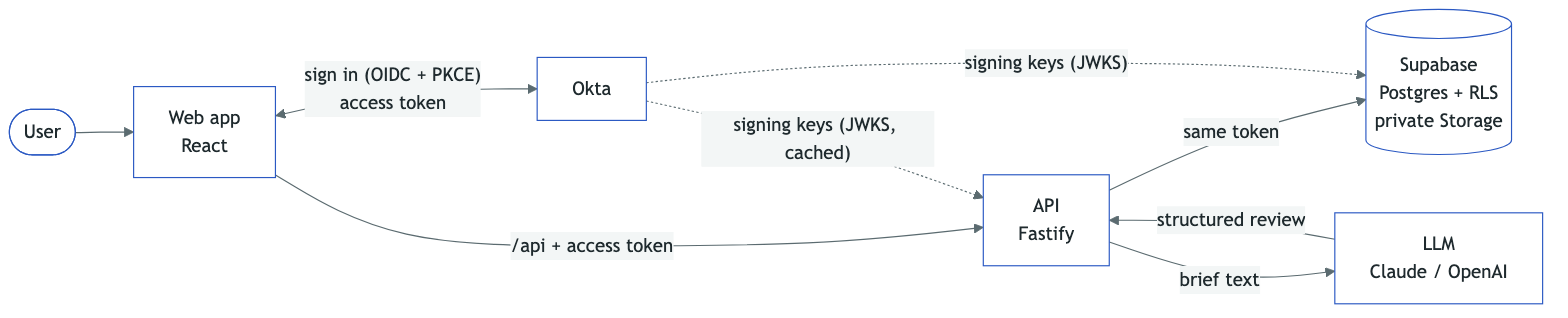 User
Web app
React
sign in (OIDC + PKCE)
access token
Okta
signing keys (JWKS)
signing keys (JWKS,
cached)
/api + access token
API
Fastify
same token
Supabase
Postgres + RLS
private Storage
structured review
brief text
LLM
Claude / OpenAI